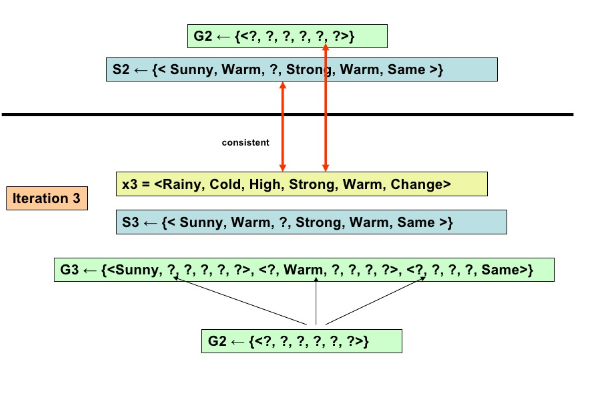 G2 ← {<?, ?, ?, ?, ?, ?>}
S2 ← {< Sunny, Warm, ?, Strong, Warm, Same >}
consistent
x3 = <Rainy, Cold, High, Strong, Warm, Change>
Iteration 3
S3 ← {< Sunny, Warm, ?, Strong, Warm, Same >}
G3 ← {<Sunny, ?, ?, ?, ?, ?>, <?, Warm, ?, ?, ?, ?>, <?, ?, ?, ?, Same>}
G2 ← {<?, ?, ?, ?, ?, ?>}